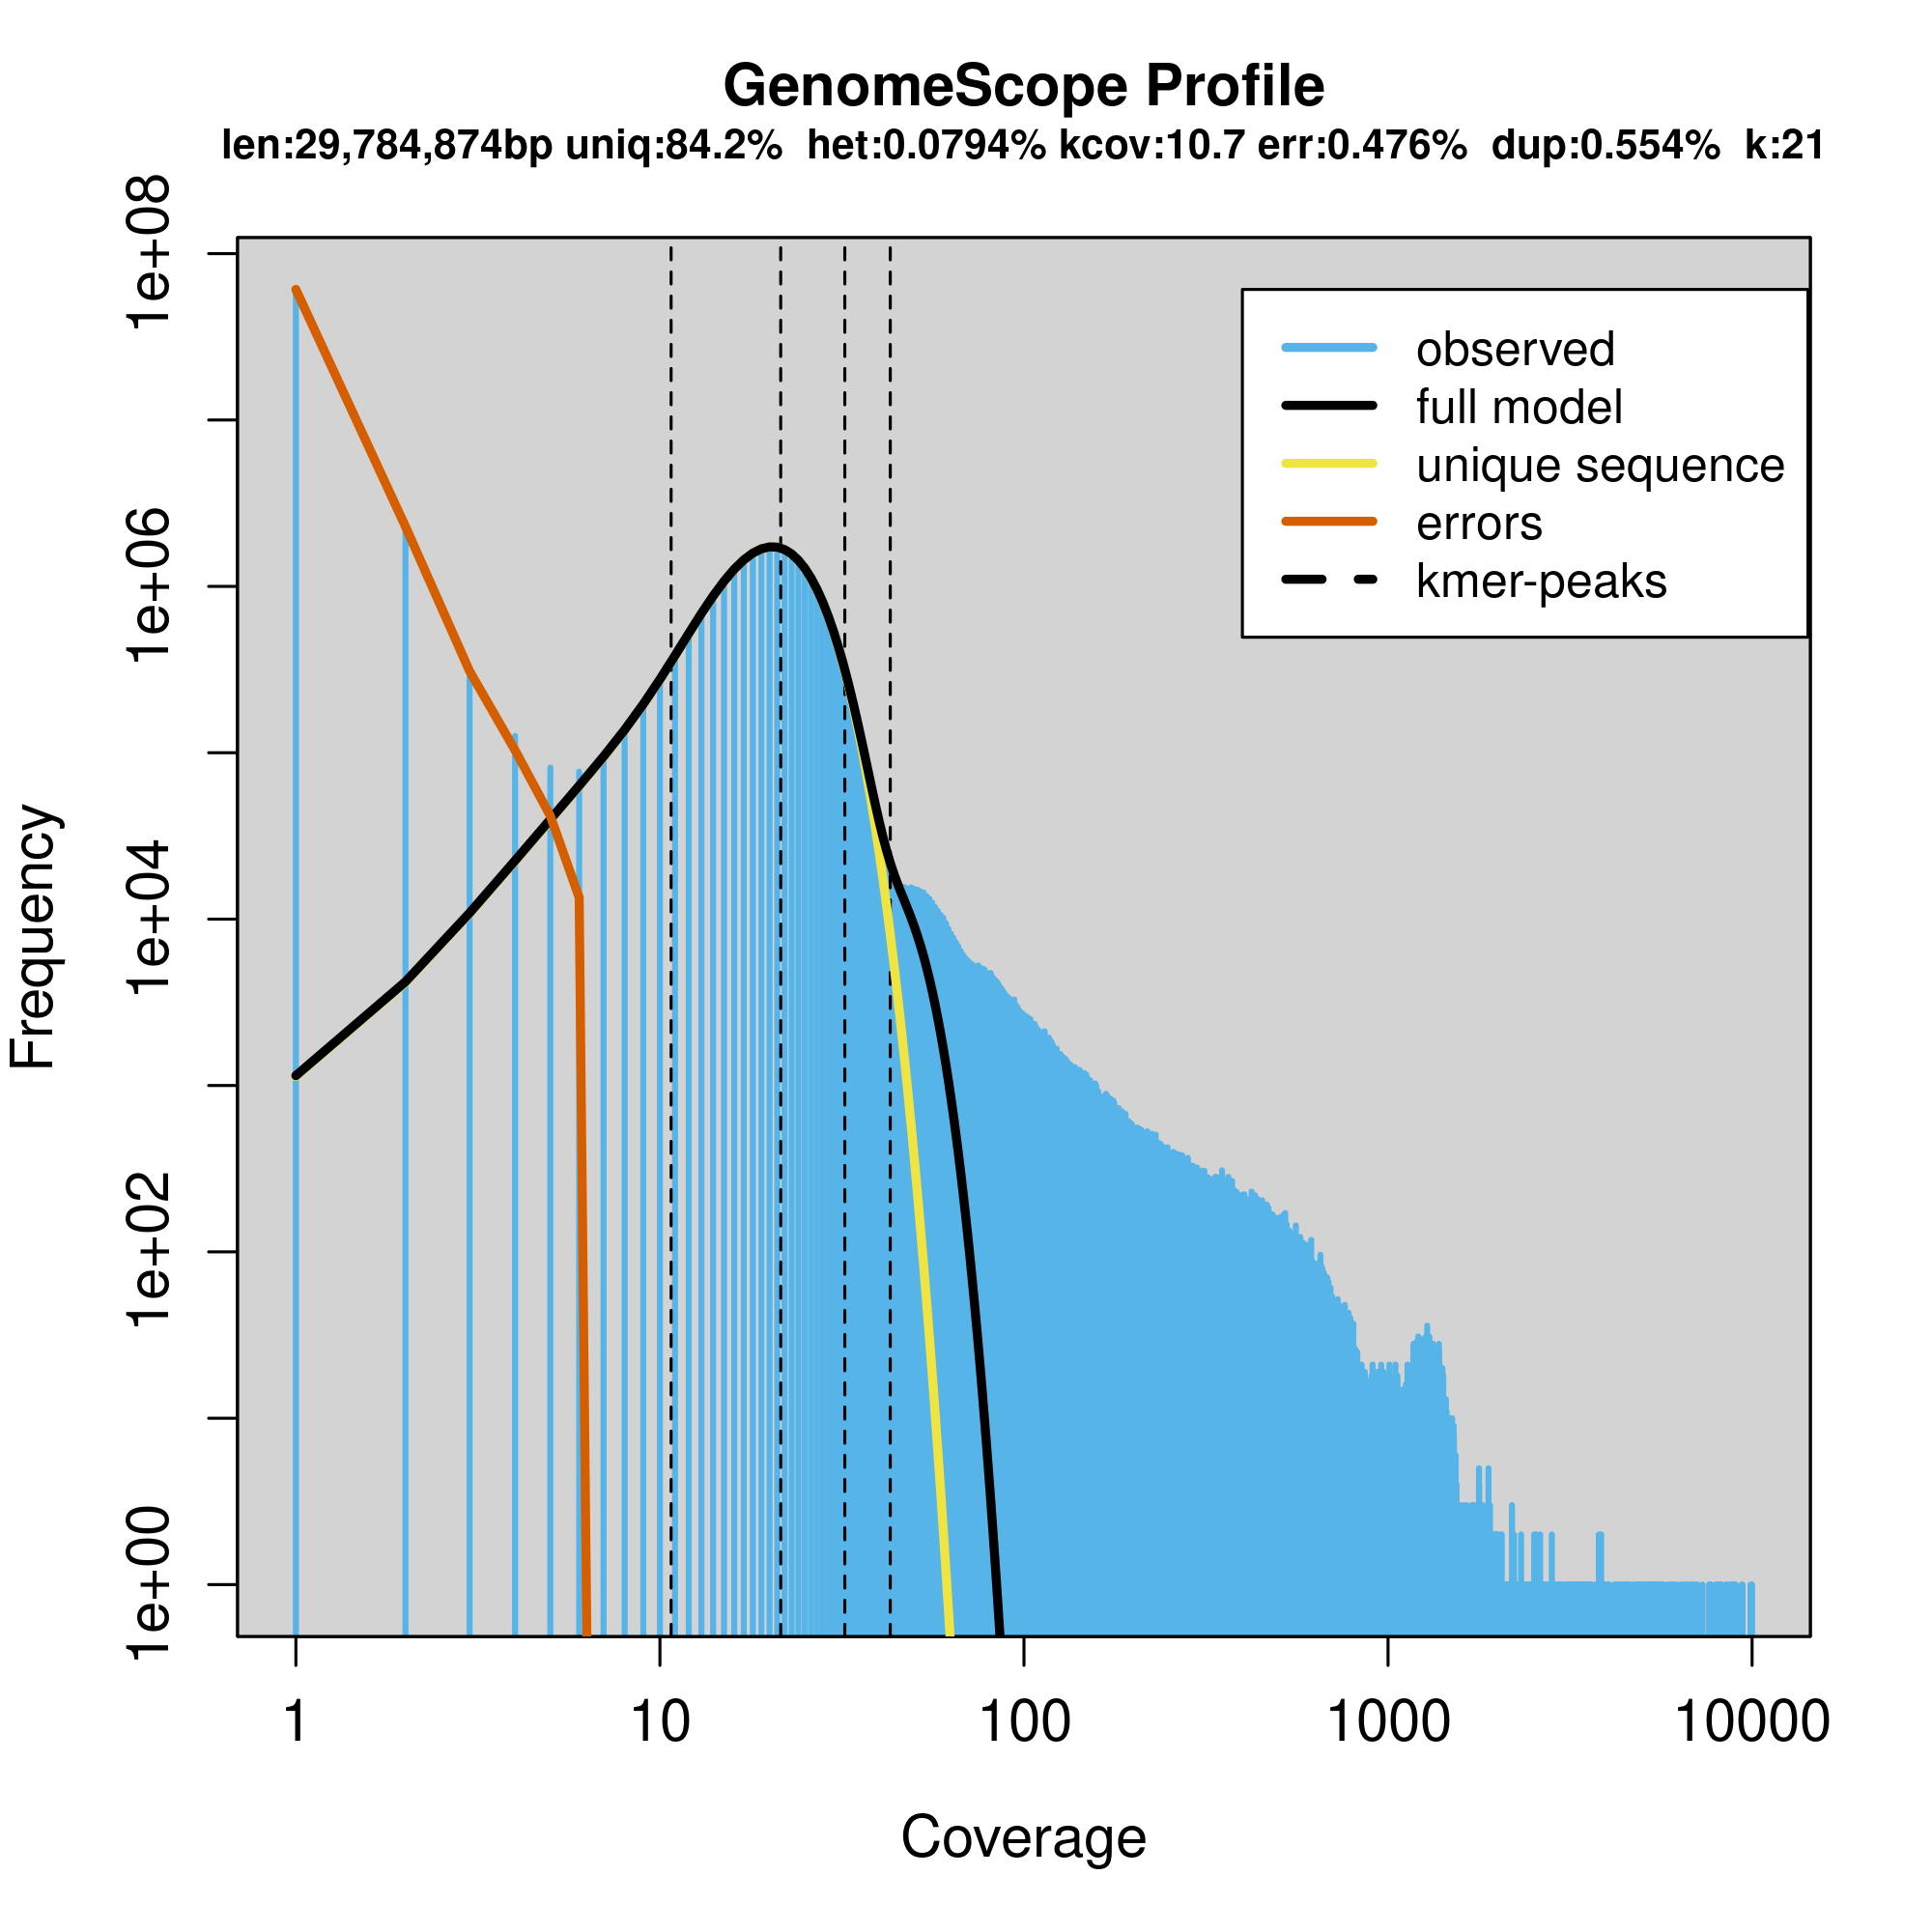 GenomeScope Profile
len:29,784,874bp uniq:84.2% het:0.0794% kcov:10.7 err:0.476% dup:0.554% k:21
1e+08
1e+06
1e+04
1e+02
1e+00
Frequency
observed
full model
unique sequence
errors
kmer-peaks
1 10 100 1000 10000
Coverage